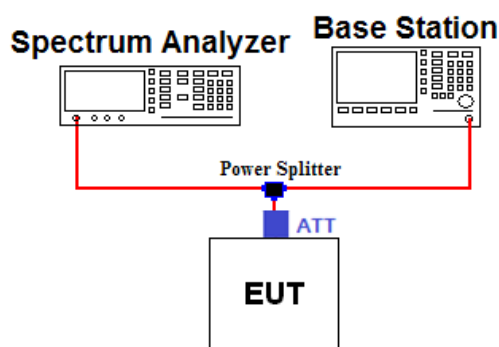 Spectrum Analyzer
Base Station
Power Splitter
ATT
EUT